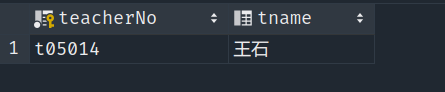 teacherNo tname
1 t05014 王石